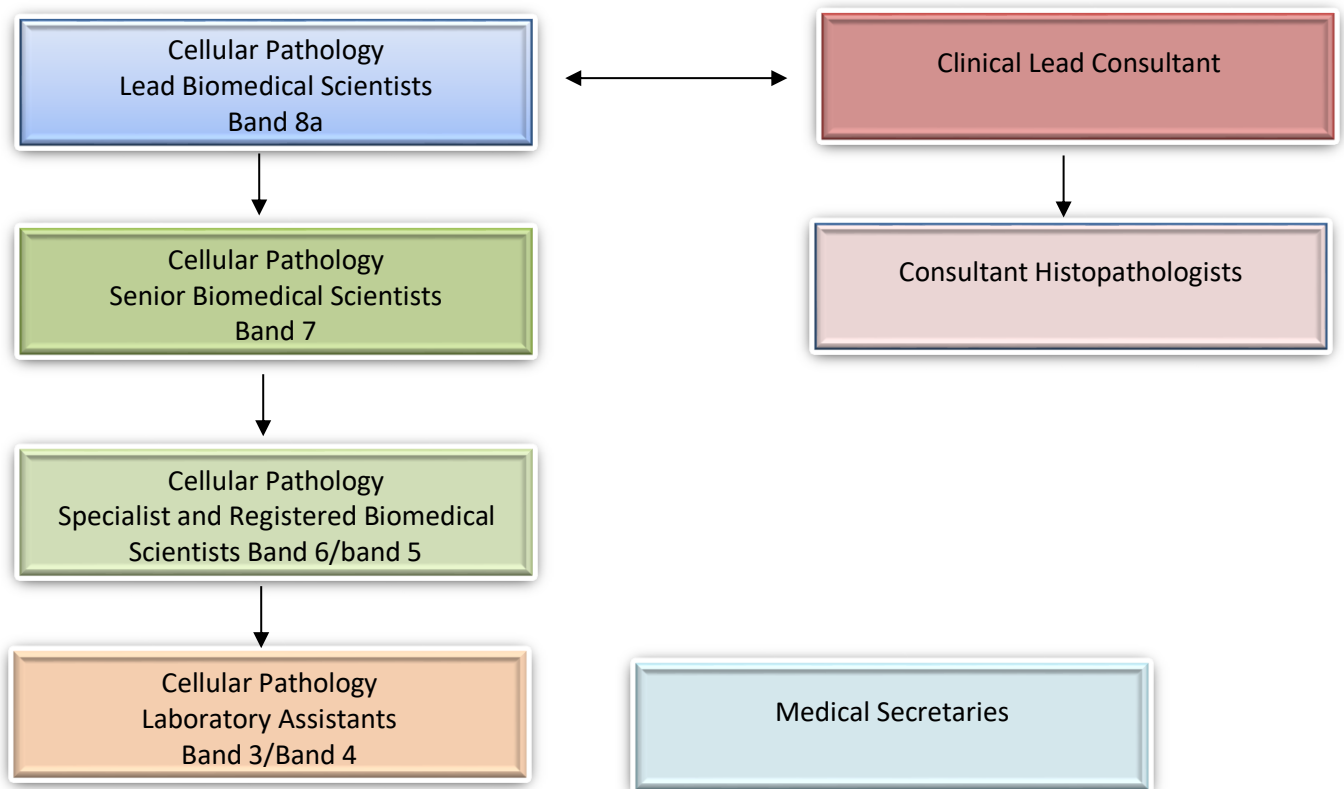 Cellular Pathology
Lead Biomedical Scientists
Band 8a
Clinical Lead Consultant
Cellular Pathology
Senior Biomedical Scientists
Band 7
Consultant Histopathologists
Cellular Pathology
Specialist and Registered Biomedical
Scientists Band 6/band 5
Cellular Pathology
Laboratory Assistants
Band 3/Band 4
Medical Secretaries